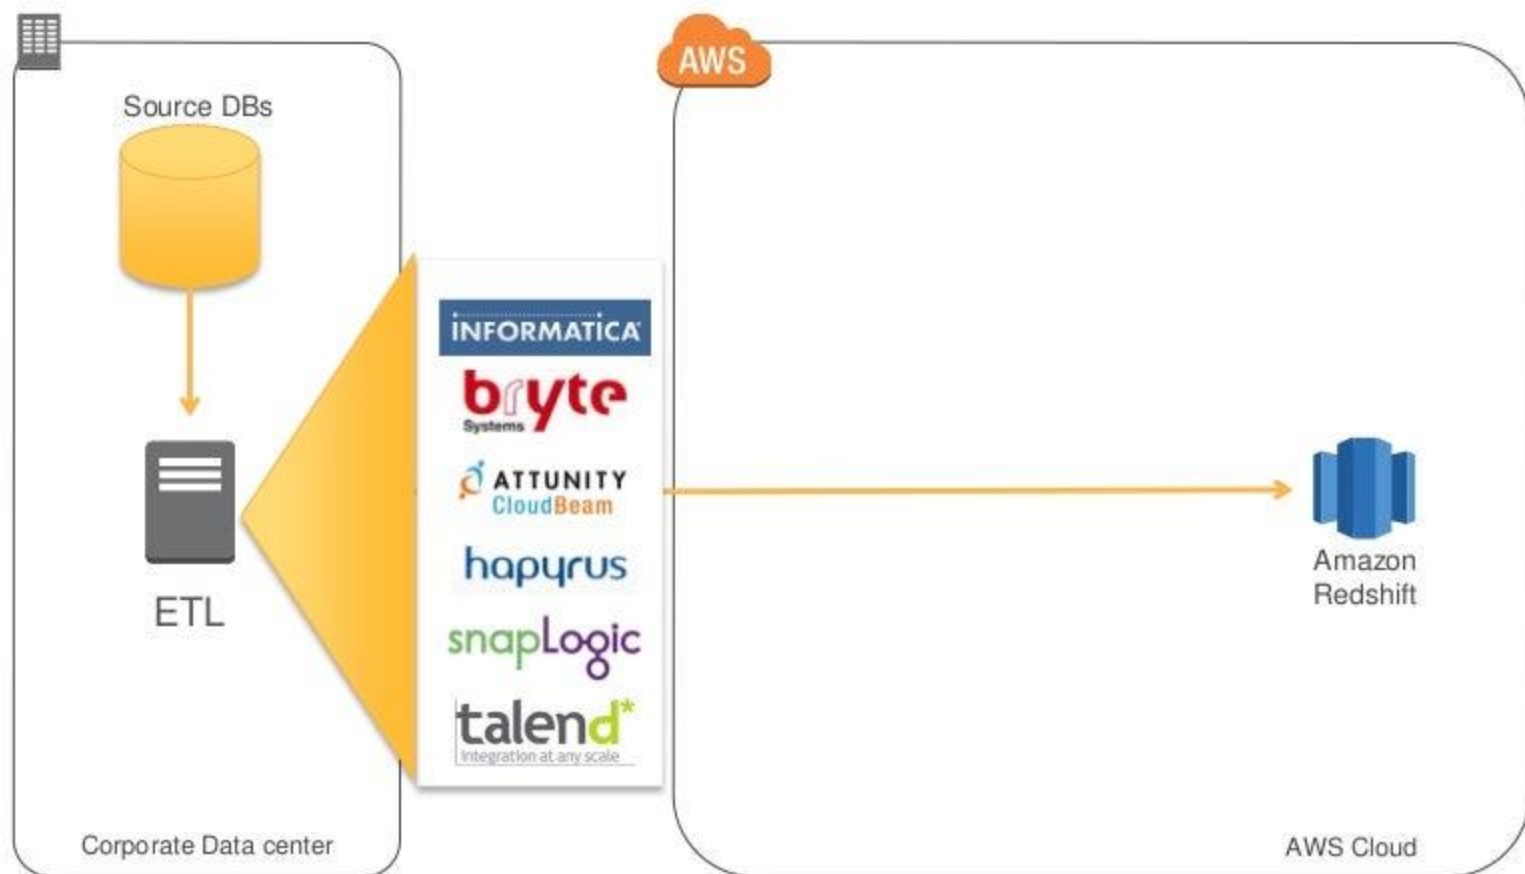 AWS
Source DBs
INFORMATICA
bryte
Systems
ATTUNITY
CloudBeam
hapyrus
snapLogic
talend*
integration at any scale
ETL
Amazon
Redshift
Corporate Data center
AWS Cloud